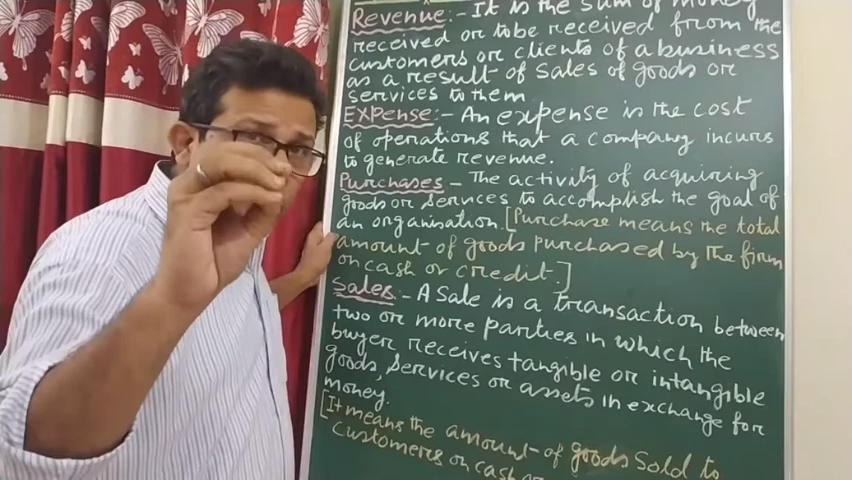 Revenue:- It is the sum of money
received or to be received from the
customers or clients of a business
as a result of sales of goods or
services to them
Expense:- An expense is the cost
of operations that a company incurs
to generate revenue.
Purchases - The activity of acquiring
goods or services to accomplish the goal of
an organisation. [Purchase means the total
amount of goods purchased by the firm
on cash or credit.]
Sales:- A Sale is a transaction between
two or more parties in which the
buyer receives tangible or intangible
goods, services or assets in exchange for
money.
[It means the amount of goods sold to
customers on cash or